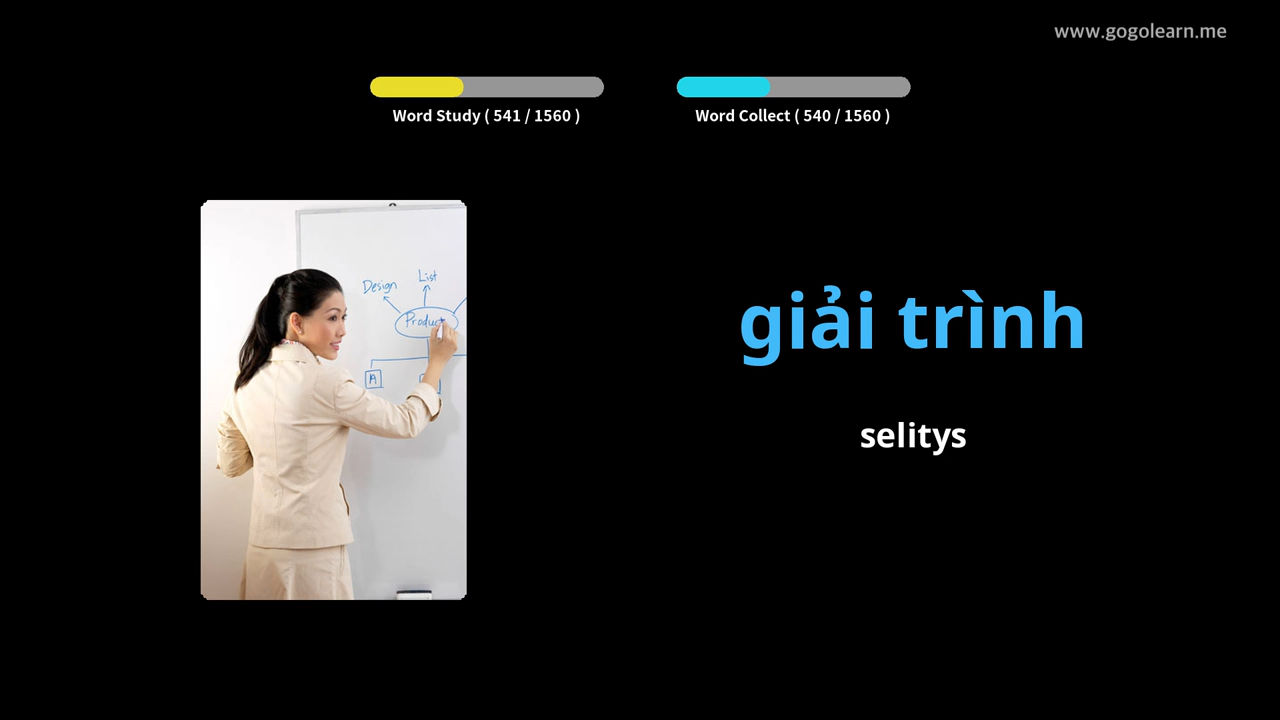 www.gogolearn.me
Word Study ( 541 / 1560 )
Word Collect ( 540 / 1560 )
Design
List
Product
A
giải trình
selitys